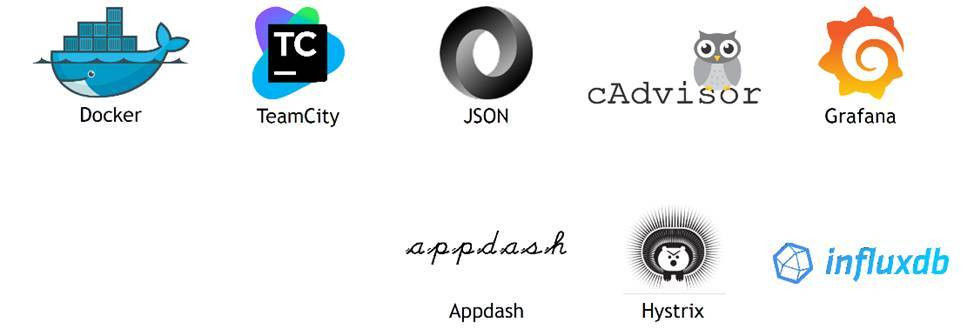 TC
Docker
TeamCity
JSON
cAdvisor
Grafana
appdash
Appdash
Hystrix
influxdb